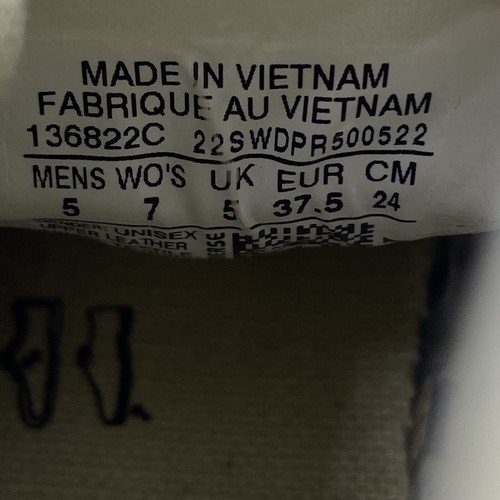 MADE IN VIETNAM
FABRIQUE AU VIETNAM
136822C 22SWDPR500522
MENS WO'S UK EUR CM
5 7 5 37.5 24
UNISEX
UPPER LEATHER